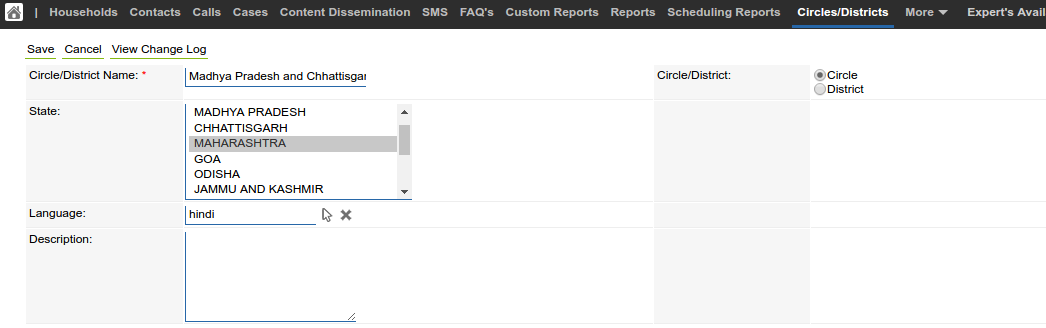 | Households Contacts Calls Cases Content Dissemination SMS FAQ's Custom Reports Reports Scheduling Reports Circles/Districts More Expert's Avail
Save Cancel View Change Log
Circle/District Name: * Madhya Pradesh and Chhattisgar Circle/District: Circle
District
State: MADHYA PRADESH
CHHATTISGARH
MAHARASHTRA
GOA
ODISHA
JAMMU AND KASHMIR
Language: hindi
Description: